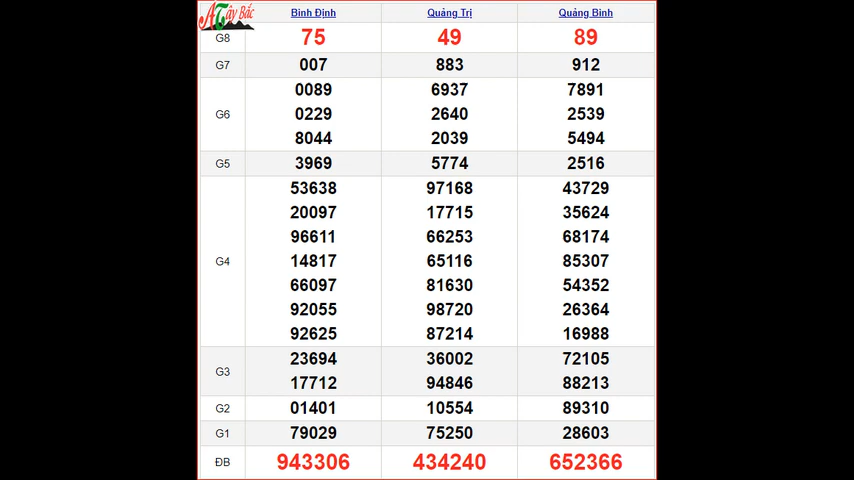 A Tây Bắc
Bình Định Quảng Trị Quảng Bình
G8 75 49 89
G7 007 883 912
0089 6937 7891
G6 0229 2640 2539
8044 2039 5494
G5 3969 5774 2516
53638 97168 43729
20097 17715 35624
96611 66253 68174
G4 14817 65116 85307
66097 81630 54352
92055 98720 26364
92625 87214 16988
G3 23694 36002 72105
17712 94846 88213
G2 01401 10554 89310
G1 79029 75250 28603
ĐB 943306 434240 652366